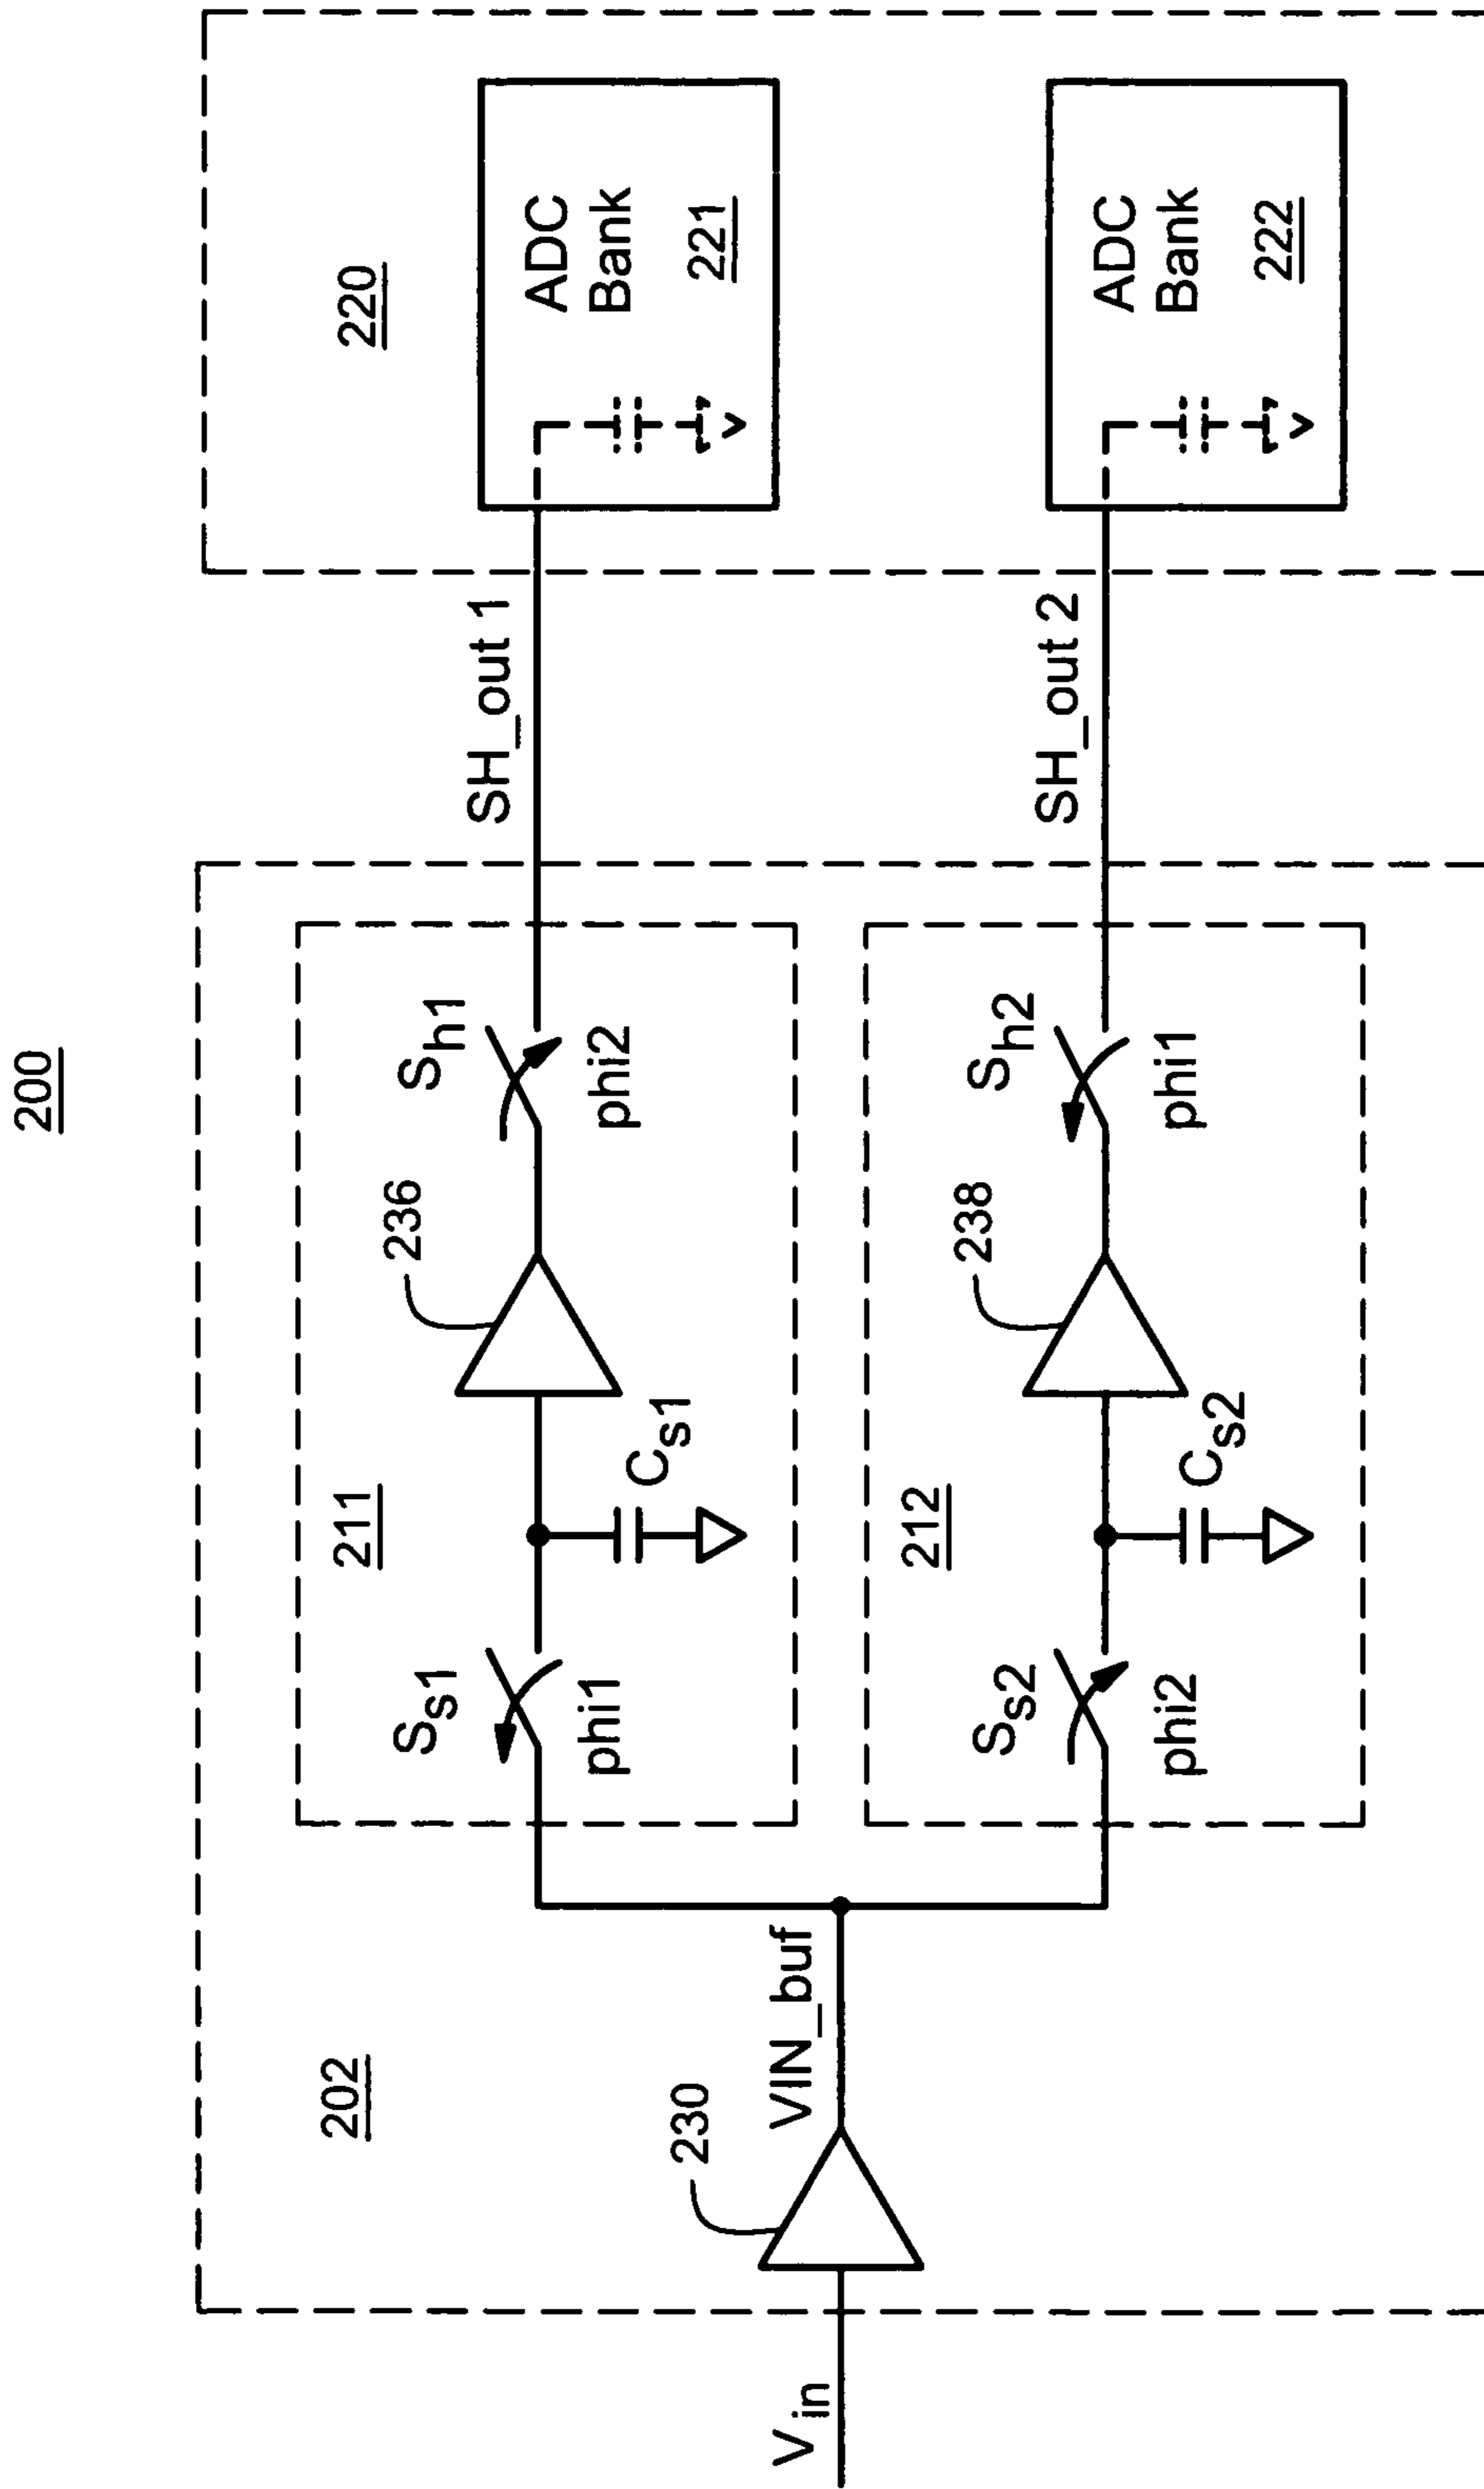 200
202
220
V_in
230
VIN_buf
211
S_s1
phi1
C_s1
236
S_h1
phi2
SH_out 1
ADC
Bank
221
212
S_s2
phi2
C_s2
238
S_h2
phi1
SH_out 2
ADC
Bank
222